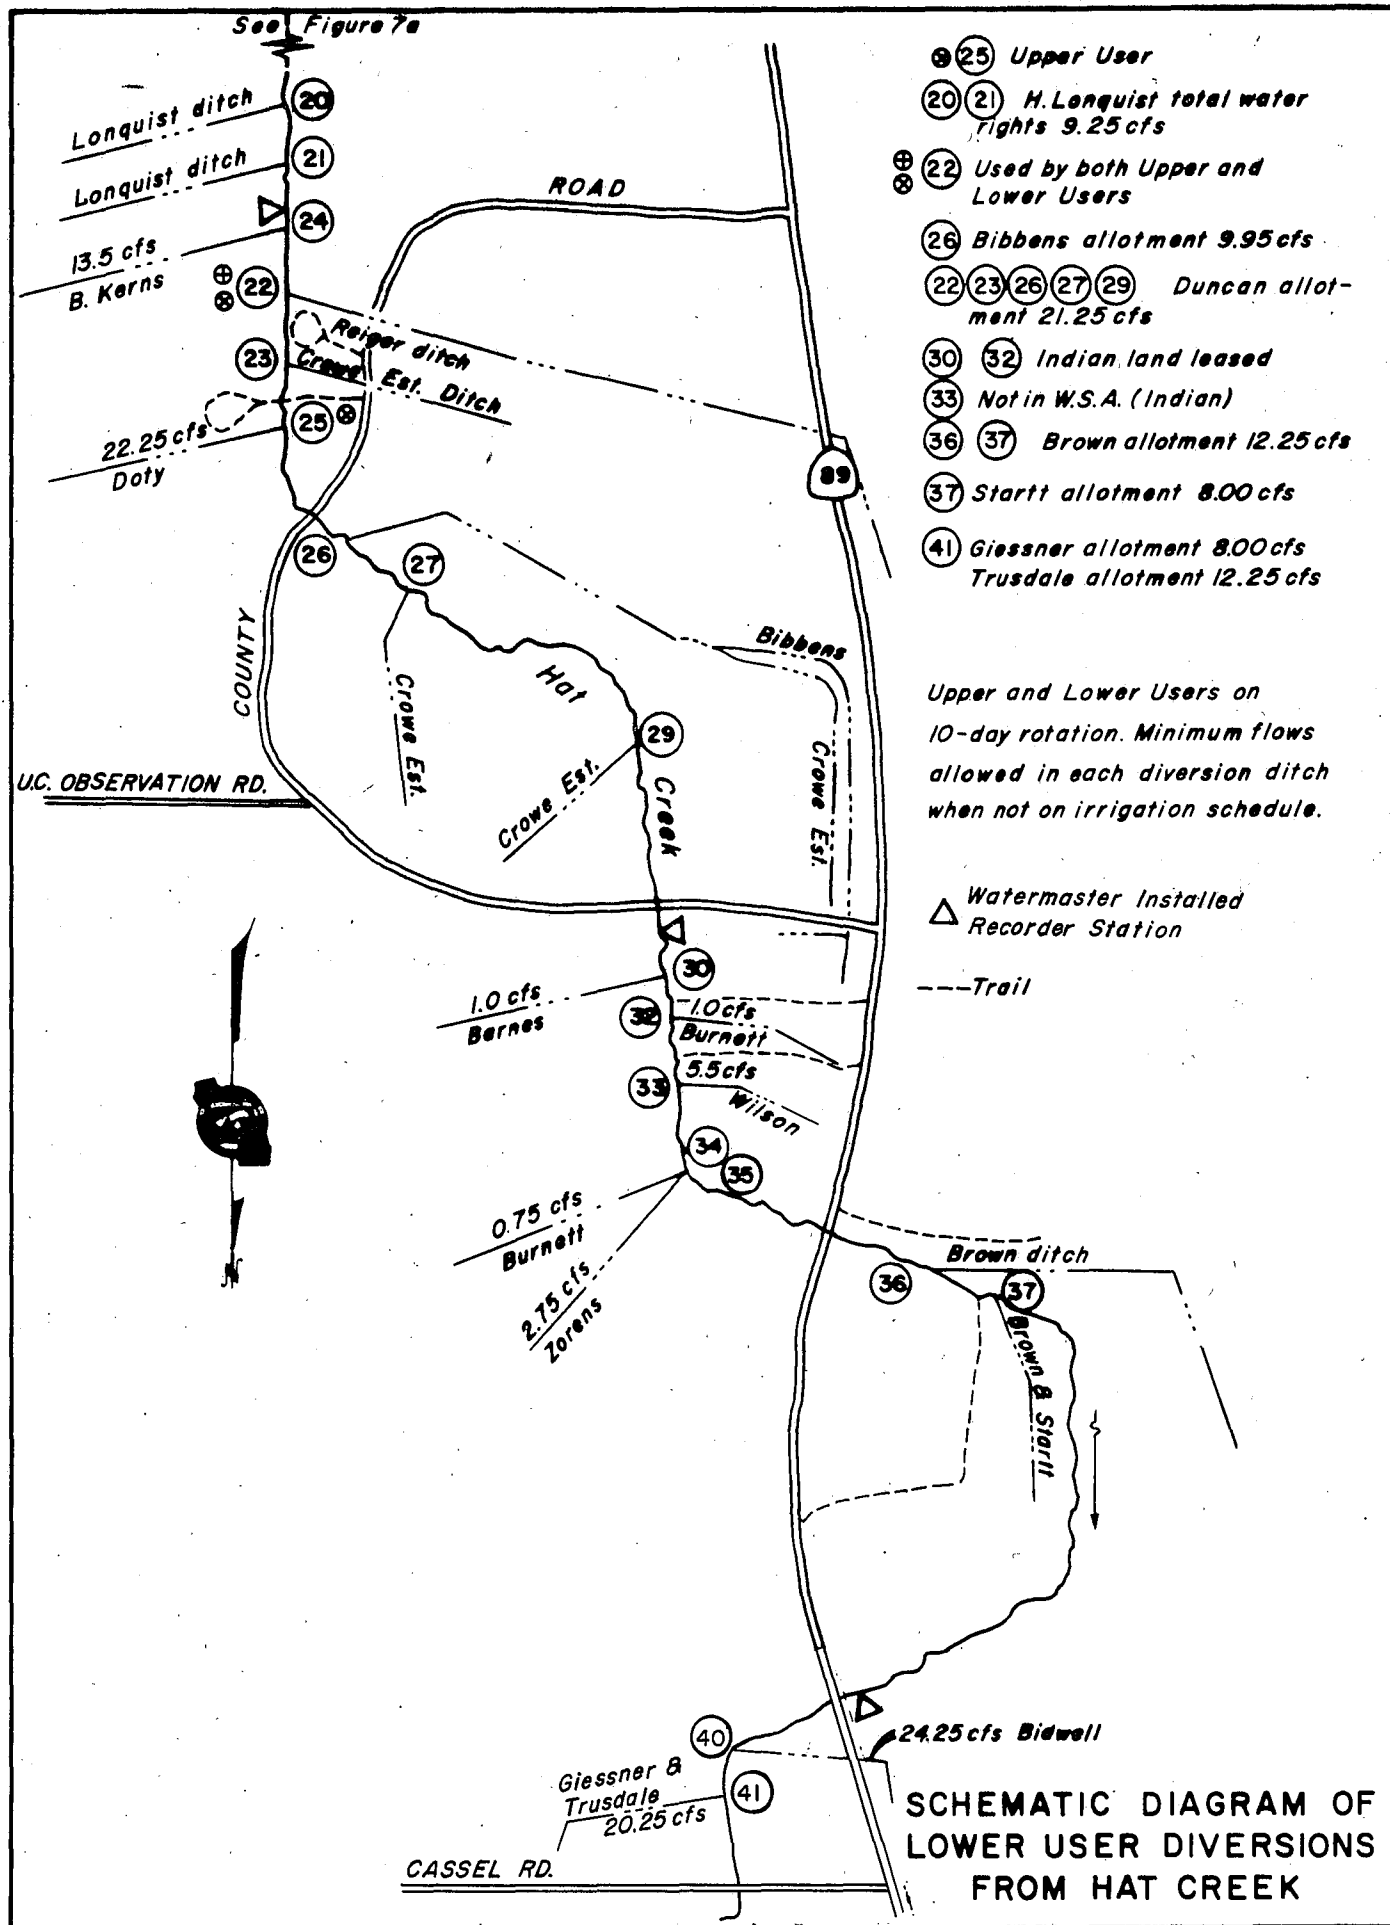 See Figure 7a
Lonquist ditch
20
Lonquist ditch
21
24
13.5 cfs
B. Kerns
22
Reiger ditch
23
Crowe Est. Ditch
25
22.25 cfs
Doty
ROAD
89
26
27
COUNTY
Crowe Est.
Hat
Creek
Bibbens
Crowe Est.
29
Crowe Est.
U.C. OBSERVATION RD.
30
1.0 cfs
Bernes
32
1.0 cfs
Burnett
33
5.5 cfs
Wilson
34
35
0.75 cfs
Burnett
2.75 cfs
Zorens
N
36
Brown ditch
37
Brown & Startt
24.25 cfs Bidwell
40
41
Giessner &
Trusdale
20.25 cfs
CASSEL RD.
25 Upper User
20 21 H. Lonquist total water
rights 9.25 cfs
22 Used by both Upper and
Lower Users
26 Bibbens allotment 9.95 cfs
22 23 26 27 29 Duncan allot-
ment 21.25 cfs
30 32 Indian land leased
33 Not in W.S.A. (Indian)
36 37 Brown allotment 12.25 cfs
37 Startt allotment 8.00 cfs
41 Giessner allotment 8.00 cfs
Trusdale allotment 12.25 cfs
Upper and Lower Users on
10-day rotation. Minimum flows
allowed in each diversion ditch
when not on irrigation schedule.
Watermaster Installed
Recorder Station
Trail
SCHEMATIC DIAGRAM OF
LOWER USER DIVERSIONS
FROM HAT CREEK